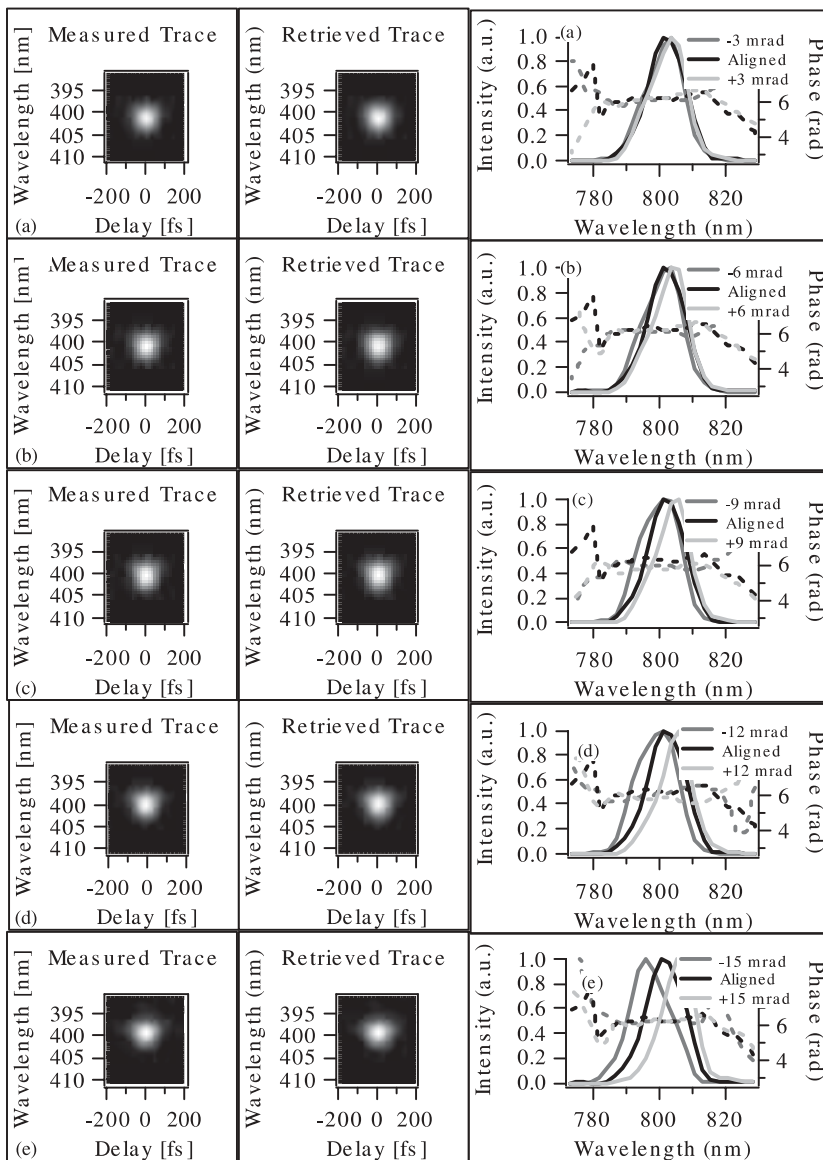 Measured Trace
Wavelength [nm]
395
400
405
410
-200 0 200
Delay [fs]
(a)
Retrieved Trace
Wavelength (nm)
395
400
405
410
-200 0 200
Delay [fs]
(a)
-3 mrad
Aligned
+3 mrad
Intensity (a.u.)
1.0
0.8
0.6
0.4
0.2
0.0
Phase (rad)
6
4
780 800 820
Wavelength (nm)
Measured Trace
Wavelength [nm]
395
400
405
410
-200 0 200
Delay [fs]
(b)
Retrieved Trace
Wavelength (nm)
395
400
405
410
-200 0 200
Delay [fs]
(b)
-6 mrad
Aligned
+6 mrad
Intensity (a.u.)
1.0
0.8
0.6
0.4
0.2
0.0
Phase (rad)
6
4
780 800 820
Wavelength (nm)
Measured Trace
Wavelength [nm]
395
400
405
410
-200 0 200
Delay [fs]
(c)
Retrieved Trace
Wavelength (nm)
395
400
405
410
-200 0 200
Delay [fs]
(c)
-9 mrad
Aligned
+9 mrad
Intensity (a.u.)
1.0
0.8
0.6
0.4
0.2
0.0
Phase (rad)
6
4
780 800 820
Wavelength (nm)
Measured Trace
Wavelength [nm]
395
400
405
410
-200 0 200
Delay [fs]
(d)
Retrieved Trace
Wavelength (nm)
395
400
405
410
-200 0 200
Delay [fs]
(d)
-12 mrad
Aligned
+12 mrad
Intensity (a.u.)
1.0
0.8
0.6
0.4
0.2
0.0
Phase (rad)
6
4
780 800 820
Wavelength (nm)
Measured Trace
Wavelength [nm]
395
400
405
410
-200 0 200
Delay [fs]
(e)
Retrieved Trace
Wavelength (nm)
395
400
405
410
-200 0 200
Delay [fs]
(e)
-15 mrad
Aligned
+15 mrad
Intensity (a.u.)
1.0
0.8
0.6
0.4
0.2
0.0
Phase (rad)
6
4
780 800 820
Wavelength (nm)